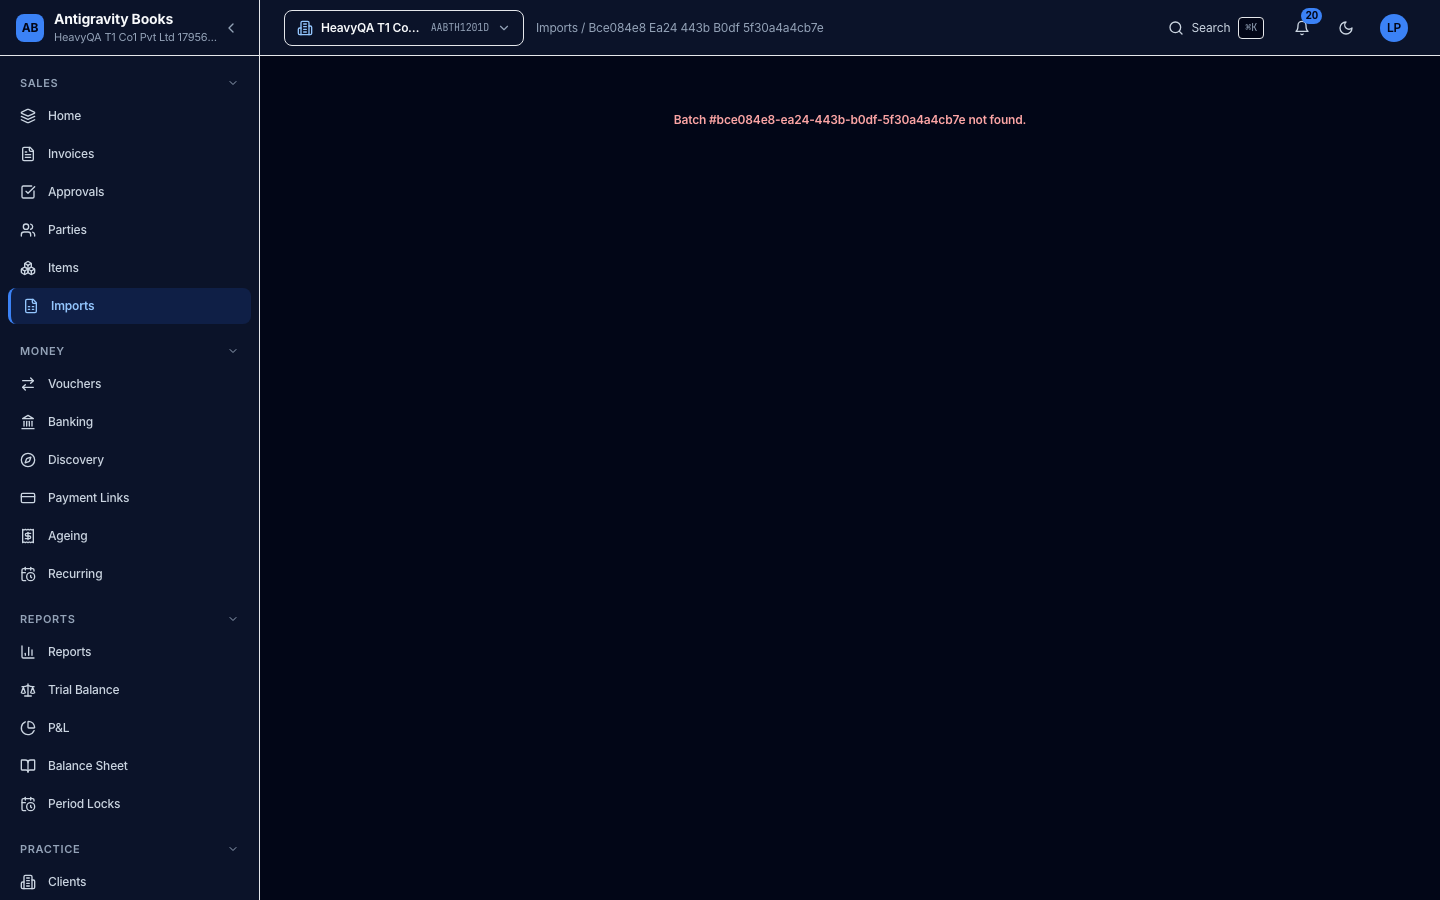 AB
Antigravity Books
HeavyQA T1 Co1 Pvt Ltd 17956...
HeavyQA T1 Co... AABTH1201D
Imports / Bce084e8 Ea24 443b B0df 5f30a4a4cb7e
Search ⌘K
20
LP
SALES
Home
Invoices
Approvals
Parties
Items
Imports
MONEY
Vouchers
Banking
Discovery
Payment Links
Ageing
Recurring
REPORTS
Reports
Trial Balance
P&L
Balance Sheet
Period Locks
PRACTICE
Clients
Batch #bce084e8-ea24-443b-b0df-5f30a4a4cb7e not found.